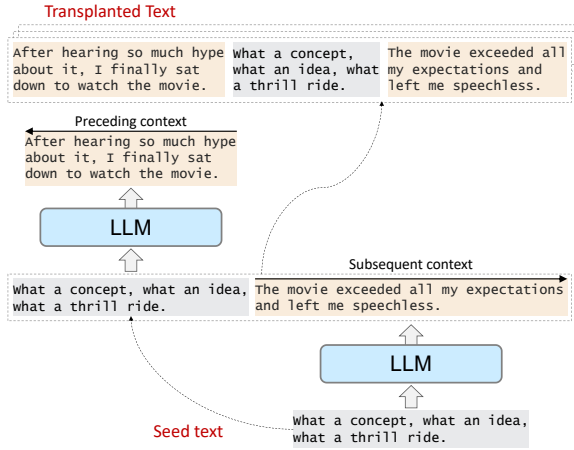 Transplanted Text
After hearing so much hype
about it, I finally sat
down to watch the movie.
What a concept,
what an idea, what
a thrill ride.
The movie exceeded all
my expectations and
left me speechless.
Preceding context
After hearing so much hype
about it, I finally sat
down to watch the movie.
LLM
Subsequent context
What a concept, what an idea,
what a thrill ride.
The movie exceeded all my expectations
and left me speechless.
LLM
Seed text
What a concept, what an idea,
what a thrill ride.